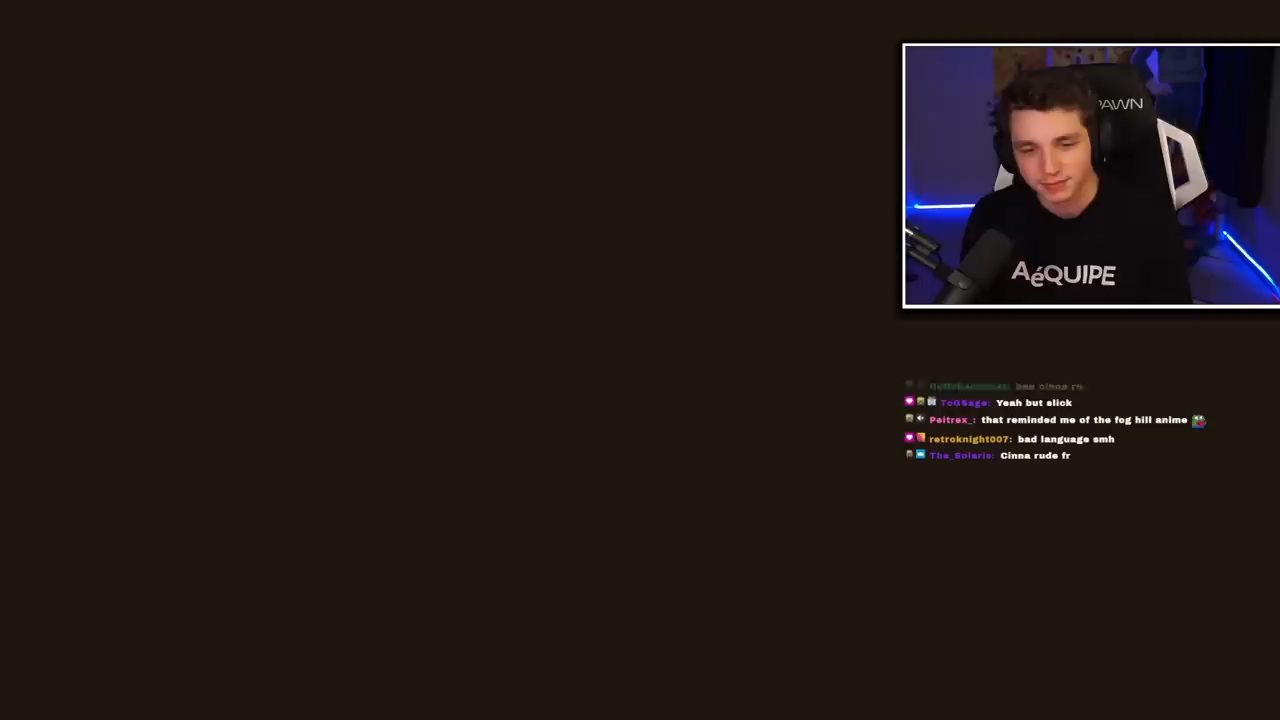 PAWN
AéQUIPE
ToGSage: Yeah but slick
Peitrex_: that reminded me of the fog hill anime
retroknight007: bad language smh
The_Solaris: Cinna rude fr